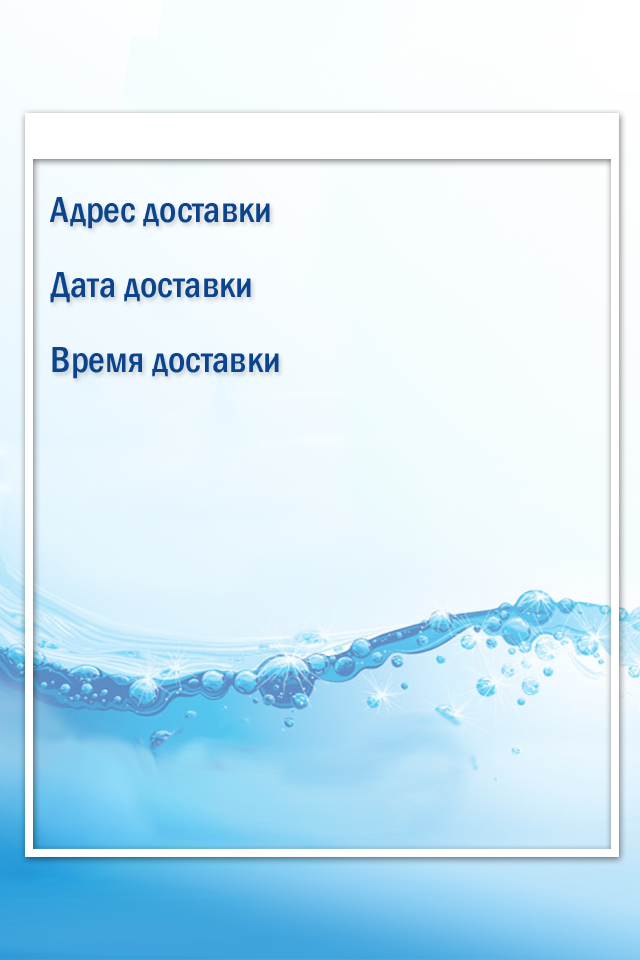 Адрес доставки
Дата доставки
Время доставки